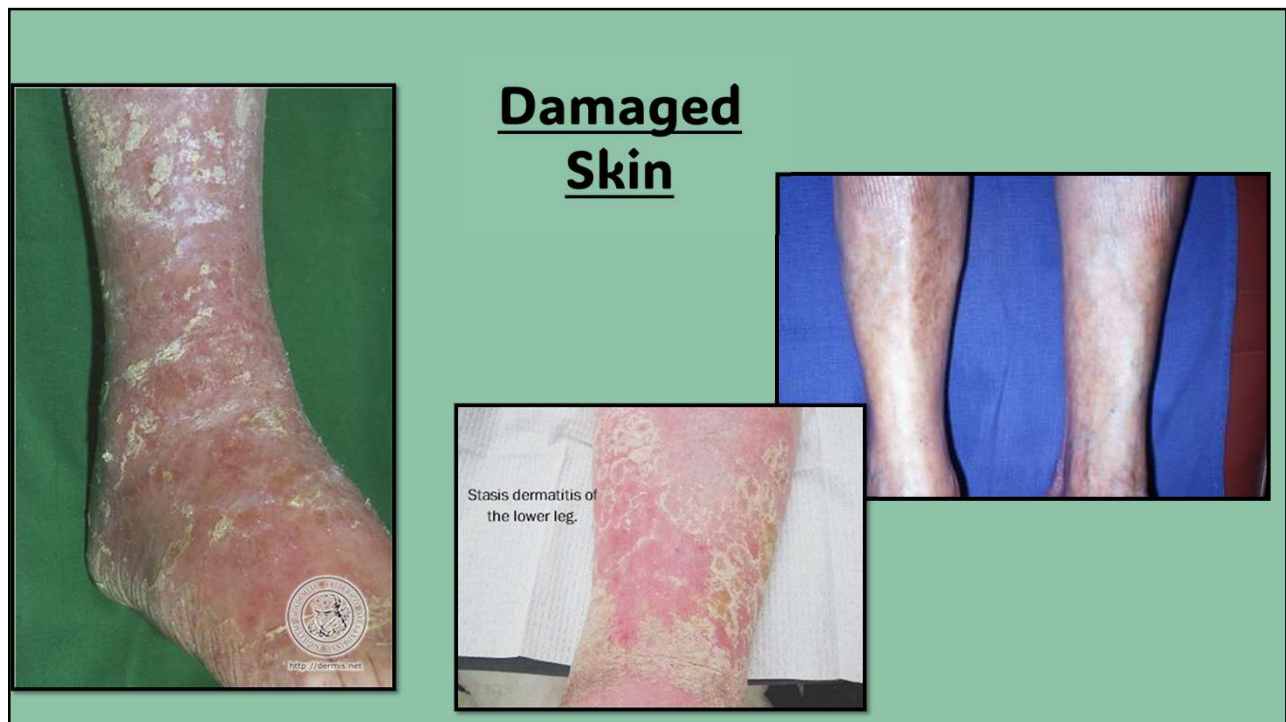 Damaged
Skin
Stasis dermatitis of
the lower leg.
http://dermis.net